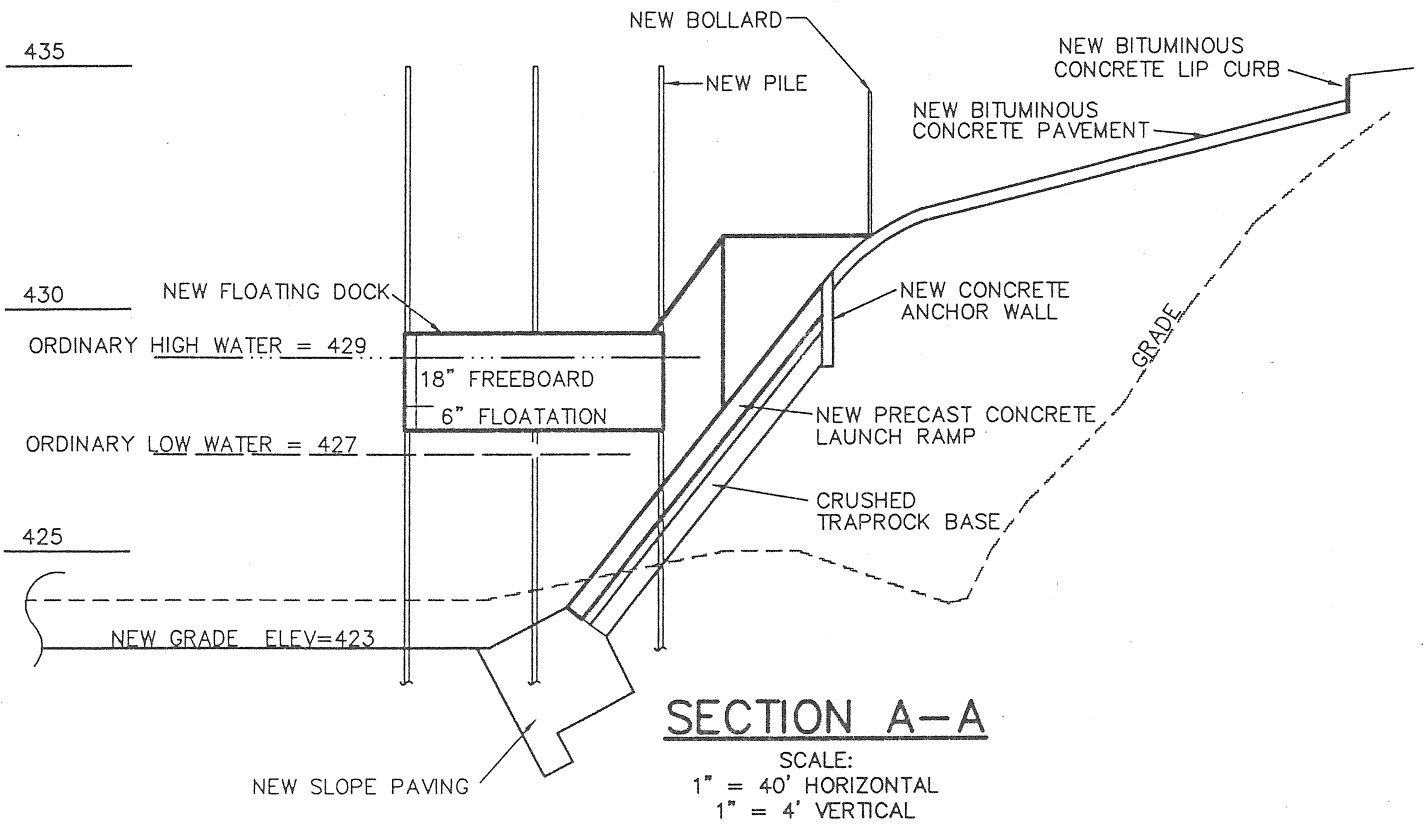 NEW BOLLARD
435
NEW BITUMINOUS
CONCRETE LIP CURB
NEW PILE
NEW BITUMINOUS
CONCRETE PAVEMENT
430
NEW FLOATING DOCK
NEW CONCRETE
ANCHOR WALL
GRADE
ORDINARY HIGH WATER = 429
18" FREEBOARD
6" FLOATATION
NEW PRECAST CONCRETE
LAUNCH RAMP
ORDINARY LOW WATER = 427
CRUSHED
TRAPROCK BASE
425
NEW GRADE ELEV=423
SECTION A-A
SCALE:
1" = 40' HORIZONTAL
1" = 4' VERTICAL
NEW SLOPE PAVING